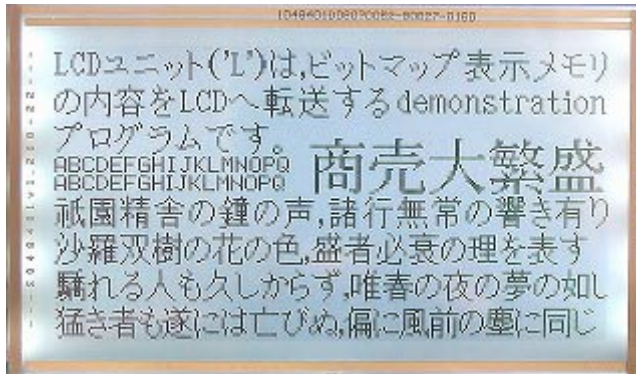 LCDユニット('L')は,ビットマップ表示メモリ
の内容をLCDへ転送するdemonstration
プログラムです。
ABCDEFGHIJKLMNOPQ
ABCDEFGHIJKLMNOPQ
商売大繁盛
祇園精舎の鐘の声,諸行無常の響き有り
沙羅双樹の花の色,盛者必衰の理を表す
驕れる人も久しからず,唯春の夜の夢の如し
猛き者も遂には亡びぬ,偏に風前の塵に同じ